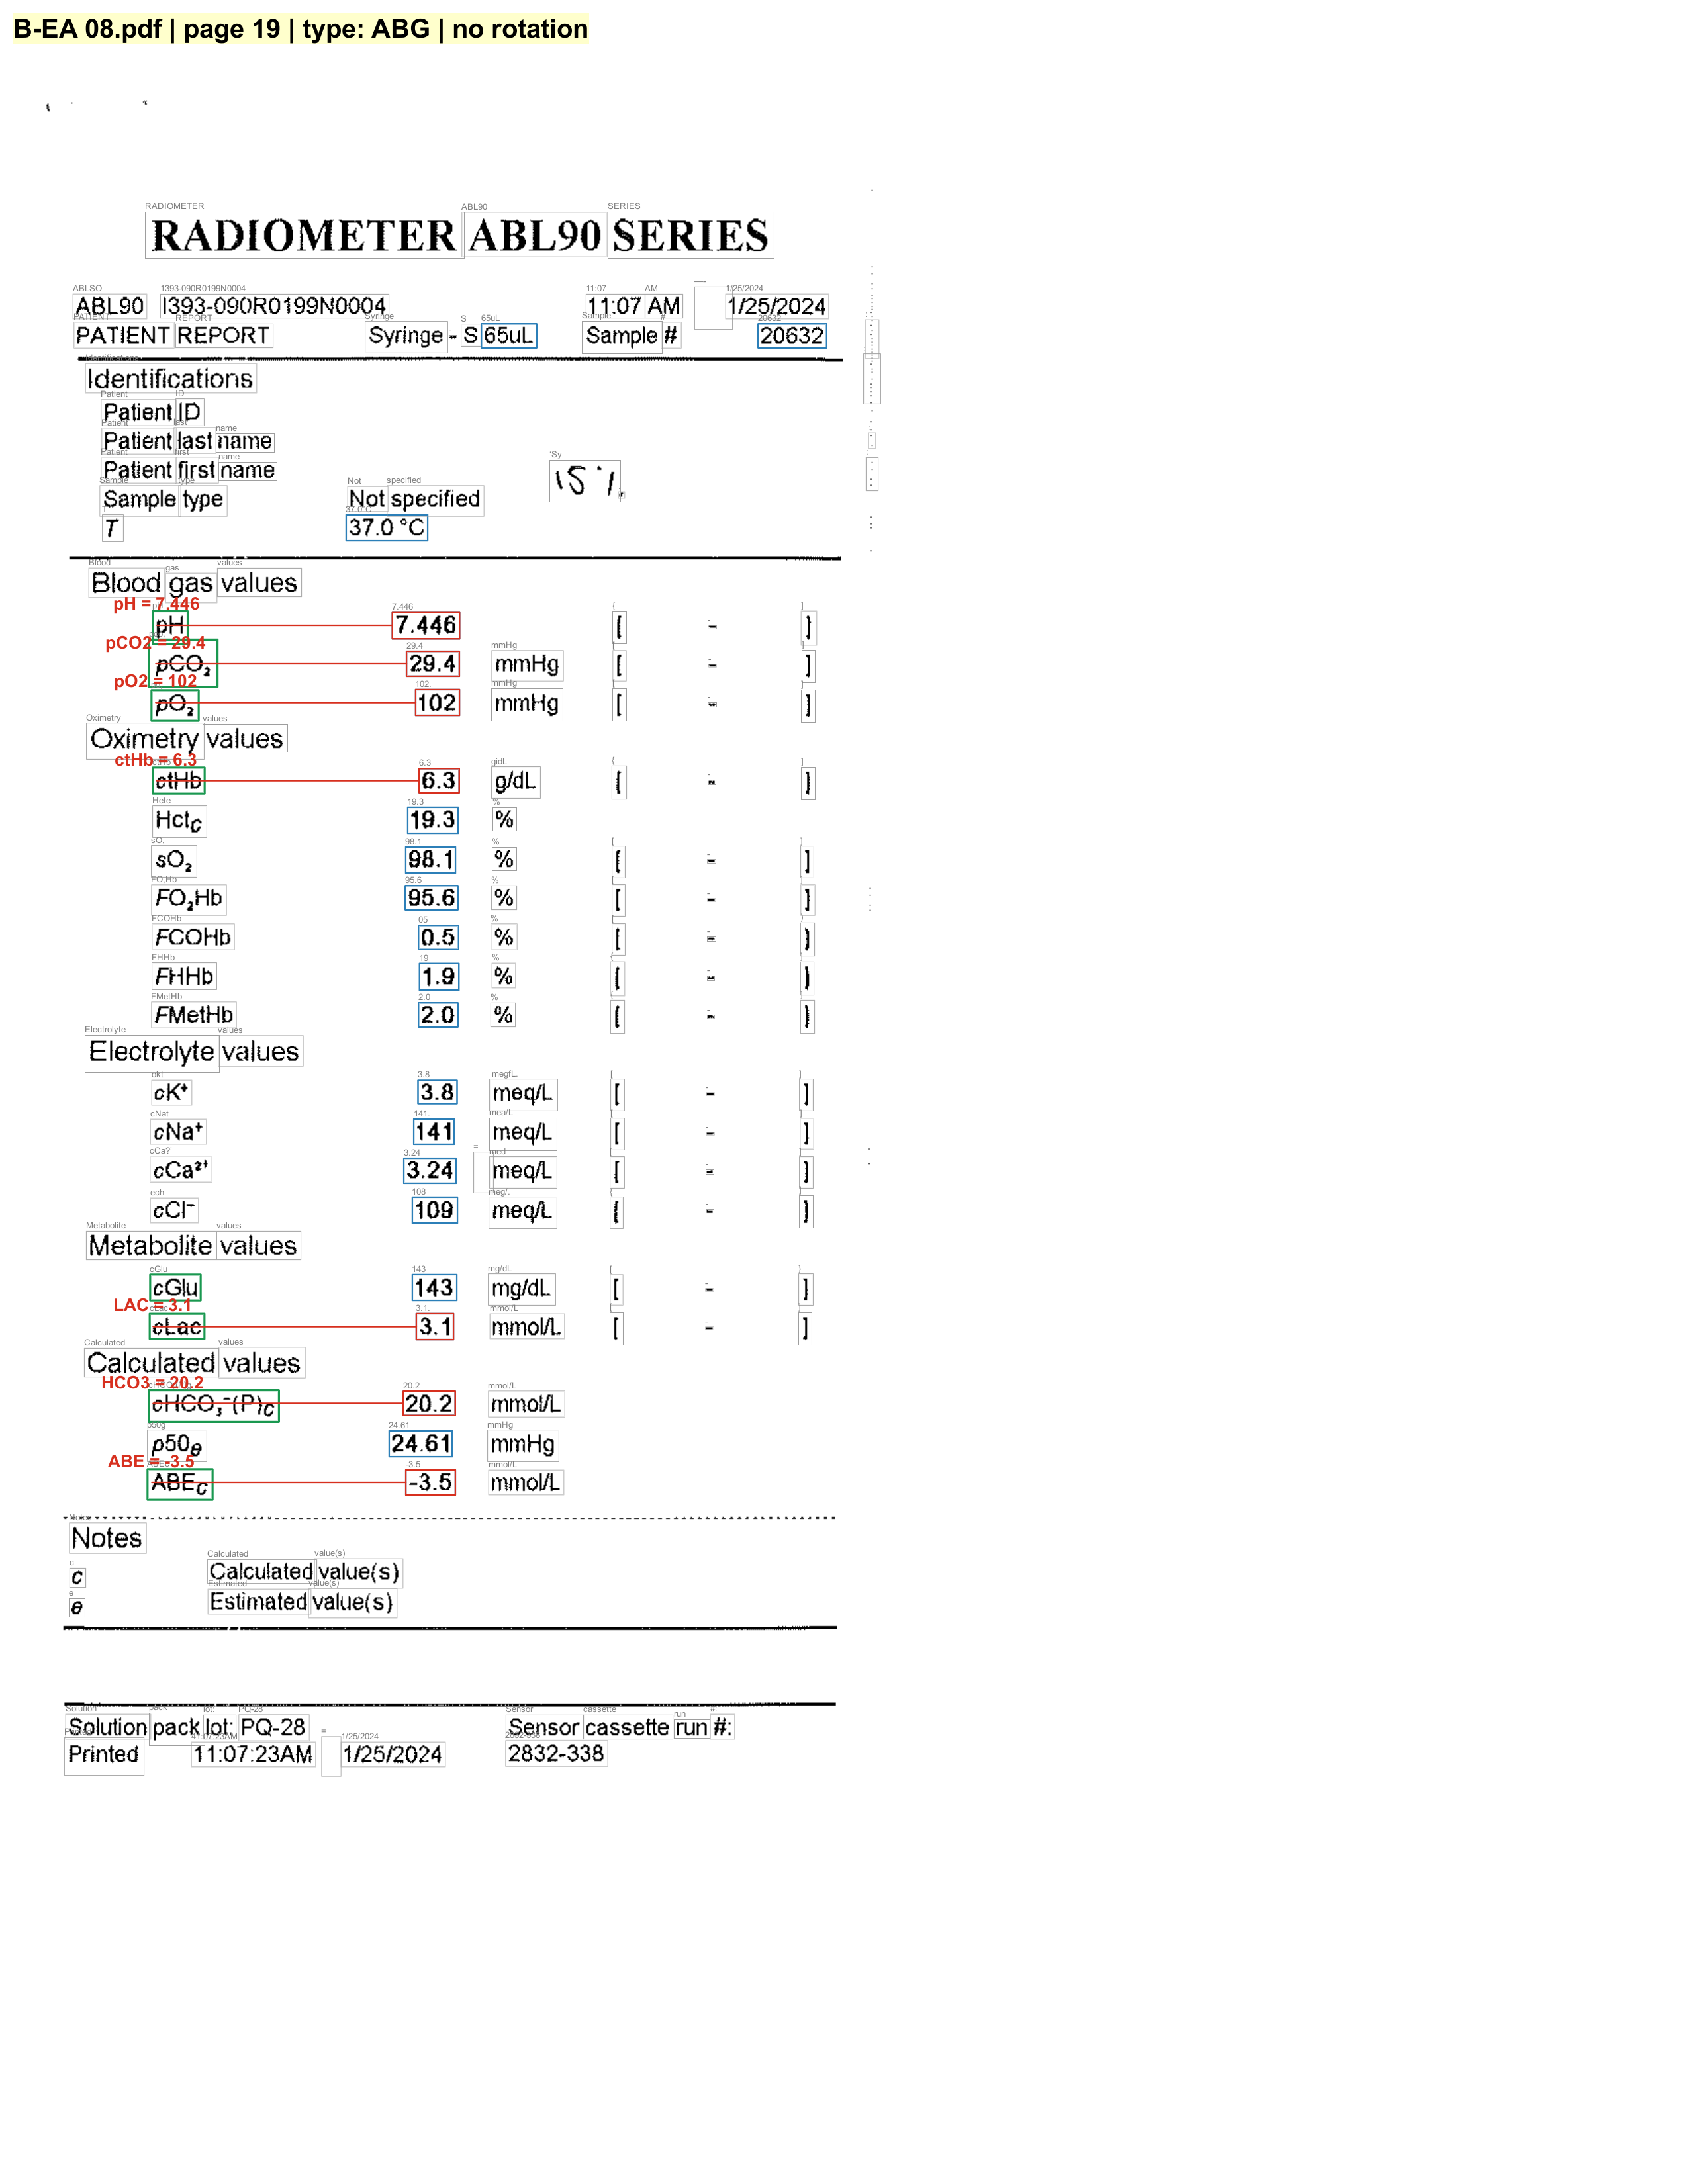 B-EA 08.pdf | page 19 | type: ABG | no rotation
RADIOMETER ABL90 SERIES
ABL90 I393-090R0199N0004 11:07 AM 1/25/2024
PATIENT REPORT Syringe - S 65uL Sample # 20632
Identifications
Patient ID
Patient last name
Patient first name
Sample type Not specified
T 37.0 °C
Blood gas values
pH = 7.446
pH 7.446 [ - ]
pCO2 = 29.4
pCO₂ 29.4 mmHg [ - ]
pO2 = 102
pO₂ 102 mmHg [ - ]
Oximetry values
ctHb = 6.3
ctHb 6.3 g/dL [ - ]
Hctc 19.3 %
sO₂ 98.1 % [ - ]
FO₂Hb 95.6 % [ - ]
FCOHb 0.5 % [ - ]
FHHb 1.9 % [ - ]
FMetHb 2.0 % [ - ]
Electrolyte values
cK⁺ 3.8 meq/L [ - ]
cNa⁺ 141 meq/L [ - ]
cCa²⁺ 3.24 meq/L [ - ]
cCl⁻ 109 meq/L [ - ]
Metabolite values
cGlu 143 mg/dL [ - ]
LAC = 3.1
cLac 3.1 mmol/L [ - ]
Calculated values
HCO3 = 20.2
cHCO₃⁻(P)c 20.2 mmol/L
p50e 24.61 mmHg
ABE = -3.5
ABEc -3.5 mmol/L
Notes
c Calculated value(s)
e Estimated value(s)
Solution pack lot: PQ-28 Sensor cassette run #:
Printed 11:07:23AM 1/25/2024 2832-338